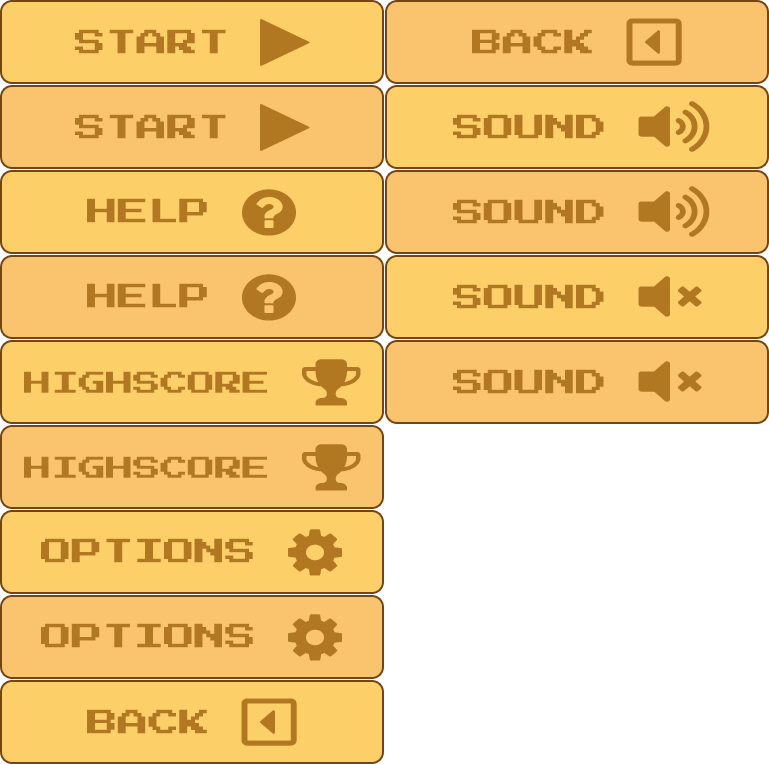 START
START
HELP
HELP
HIGHSCORE
HIGHSCORE
OPTIONS
OPTIONS
BACK
BACK
SOUND
SOUND
SOUND
SOUND